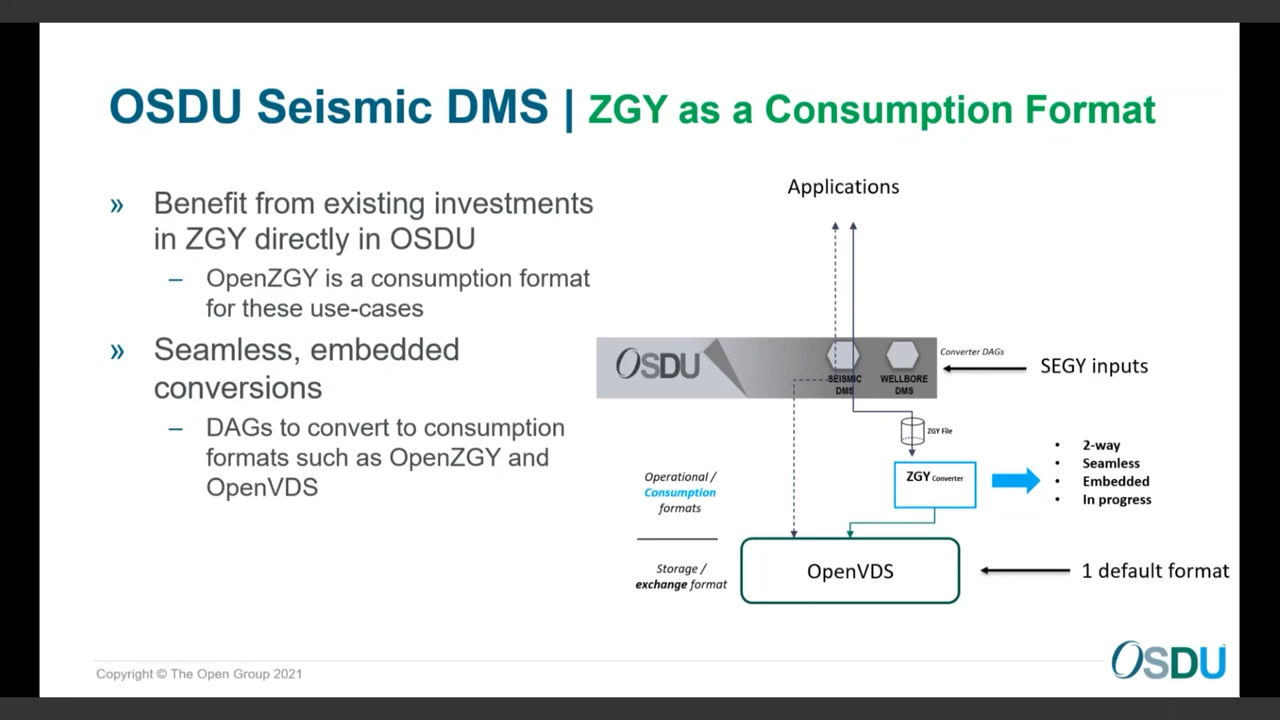 OSDU Seismic DMS | ZGY as a Consumption Format
» Benefit from existing investments
in ZGY directly in OSDU
– OpenZGY is a consumption format
for these use-cases
» Seamless, embedded
conversions
– DAGs to convert to consumption
formats such as OpenZGY and
OpenVDS
Applications
OSDU
SEISMIC
DMS
WELLBORE
DMS
Converter DAGs
SEGY inputs
ZGY File
ZGY Converter
• 2-way
• Seamless
• Embedded
• In progress
Operational /
Consumption
formats
Storage /
exchange format
OpenVDS
1 default format
Copyright © The Open Group 2021
OSDU